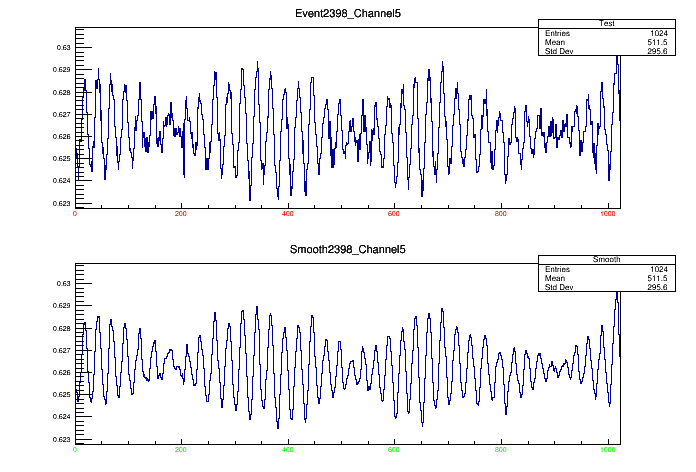 Event2398_Channel5
Test
Entries 1024
Mean 511.5
Std Dev 295.6
0.63
0.629
0.628
0.627
0.626
0.625
0.624
0.623
0 200 400 600 800 1000
Smooth2398_Channel5
Smooth
Entries 1024
Mean 511.5
Std Dev 295.6
0.63
0.629
0.628
0.627
0.626
0.625
0.624
0.623
0 200 400 600 800 1000